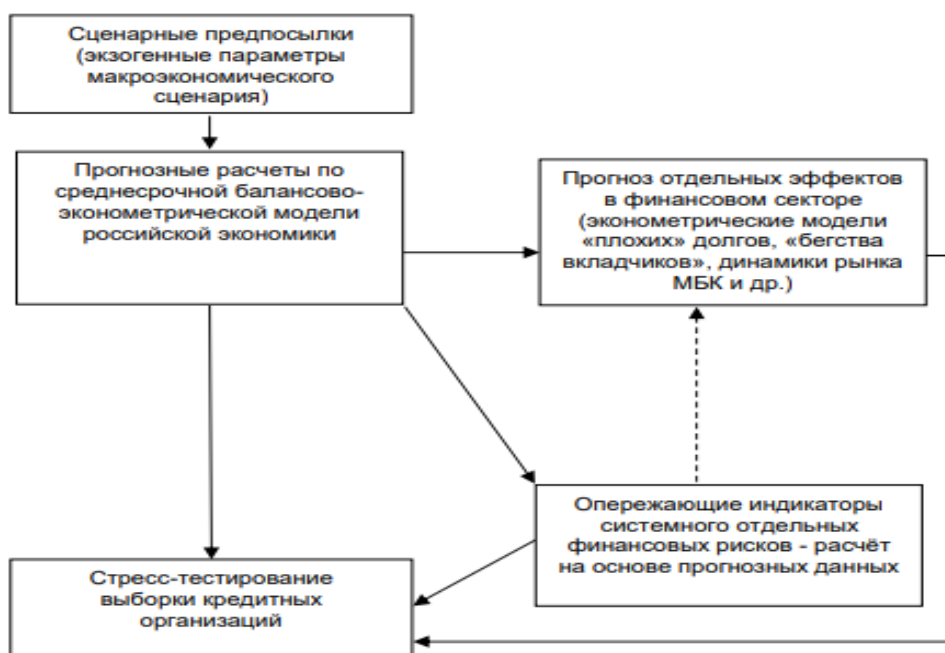 Сценарные предпосылки
(экзогенные параметры
макроэкономического
сценария)
Прогнозные расчеты по
среднесрочной балансово-
эконометрической модели
российской экономики
Прогноз отдельных эффектов
в финансовом секторе
(эконометрические модели
«плохих» долгов, «бегства
вкладчиков», динамики рынка
МБК и др.)
Опережающие индикаторы
системного отдельных
финансовых рисков - расчёт
на основе прогнозных данных
Стресс-тестирование
выборки кредитных
организаций